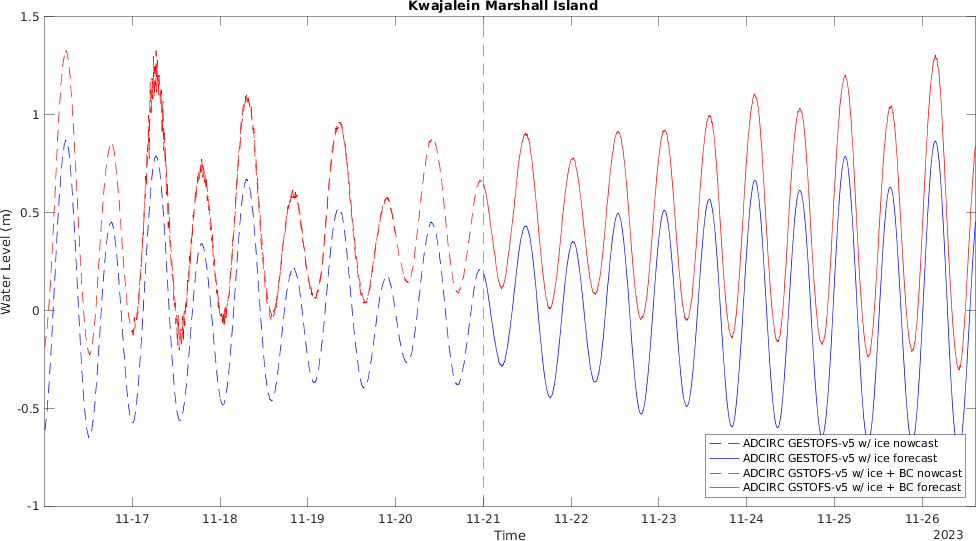 Kwajalein Marshall Island
1.5
1
0.5
0
-0.5
-1
Water Level (m)
11-17 11-18 11-19 11-20 11-21 11-22 11-23 11-24 11-25 11-26
Time
2023
ADCIRC GESTOFS-v5 w/ ice nowcast
ADCIRC GESTOFS-v5 w/ ice forecast
ADCIRC GSTOFS-v5 w/ ice + BC nowcast
ADCIRC GSTOFS-v5 w/ ice + BC forecast